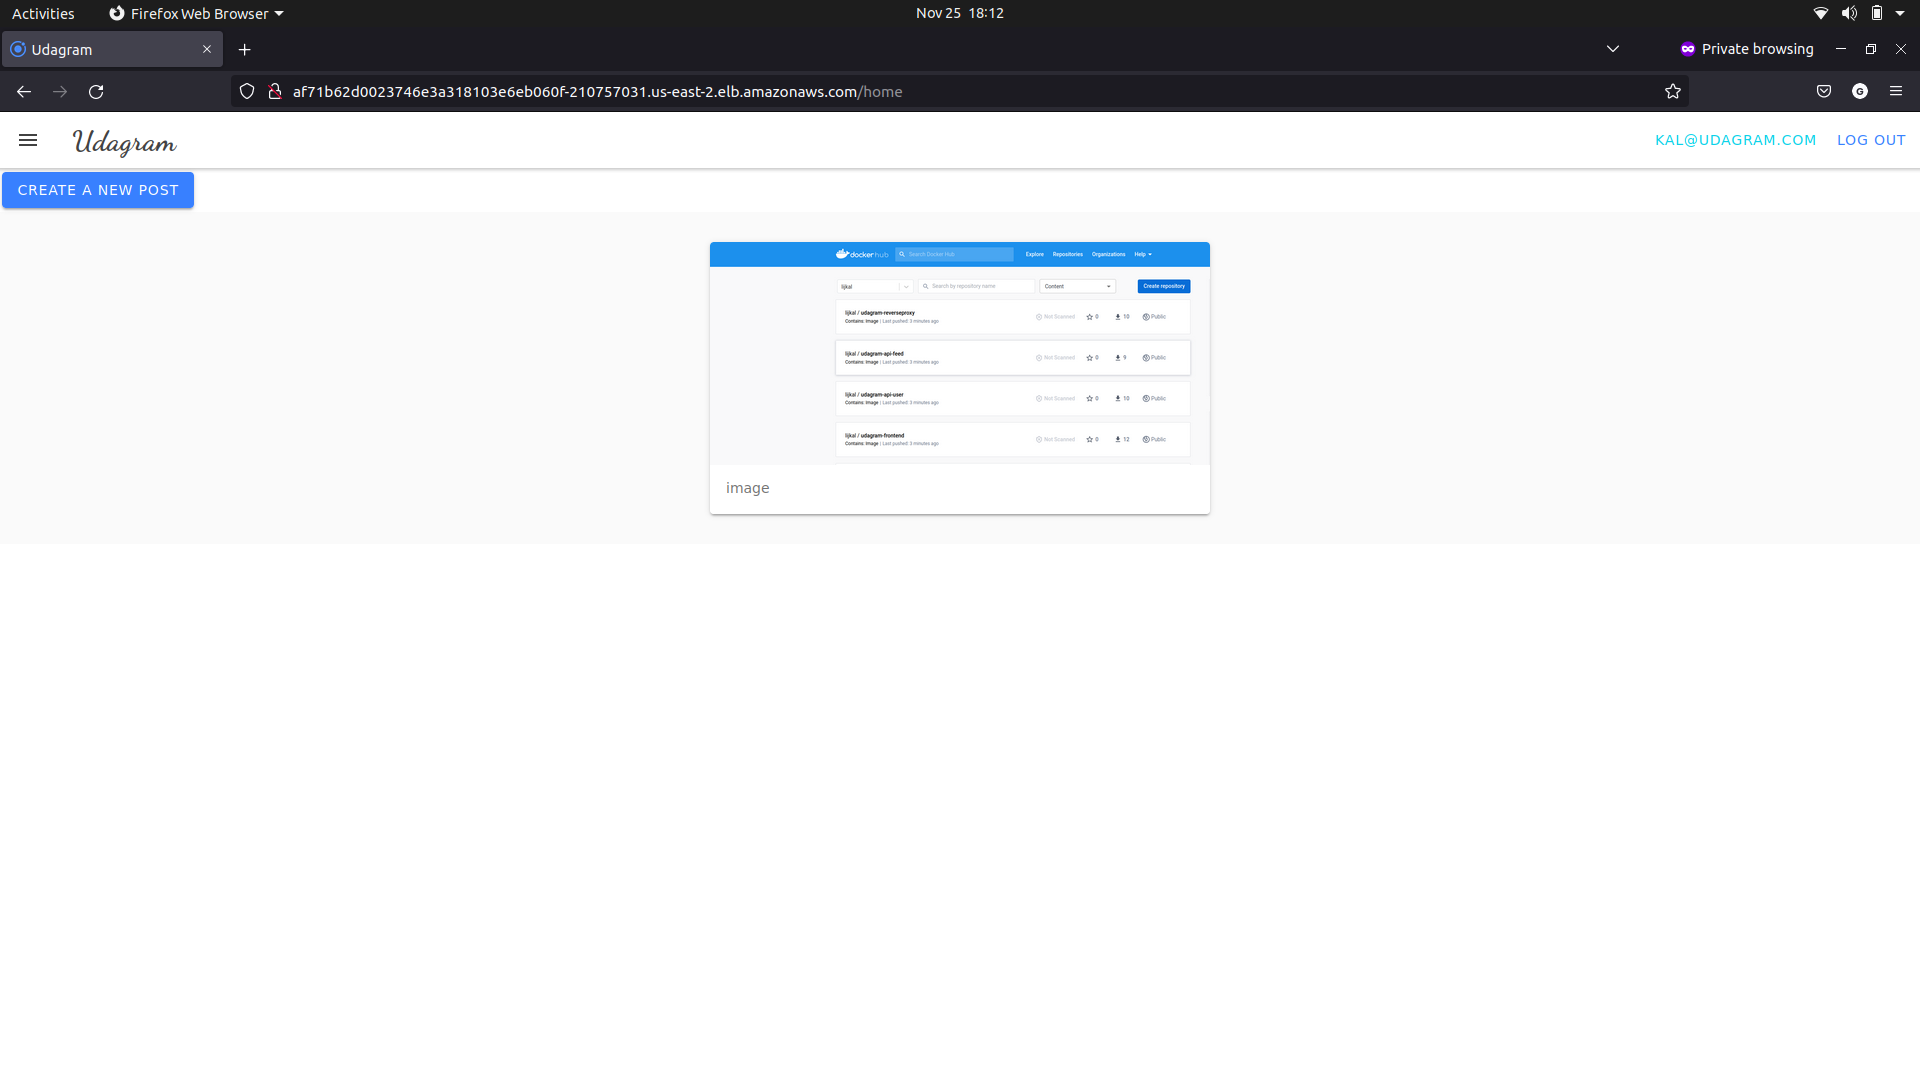 Activities Firefox Web Browser Nov 25 18:12
Udagram Private browsing
af71b62d0023746e3a318103e6eb060f-210757031.us-east-2.elb.amazonaws.com/home G
Udagram KAL@UDAGRAM.COM LOG OUT
CREATE A NEW POST
docker hub Search Docker Hub Explore Repositories Organizations Help
lijkal Search by repository name Content Create repository
lijkal / udagram-reverseproxy
Contains: Image | Last pushed: 3 minutes ago
Not Scanned 0 10 Public
lijkal / udagram-api-feed
Contains: Image | Last pushed: 3 minutes ago
Not Scanned 0 9 Public
lijkal / udagram-api-user
Contains: Image | Last pushed: 3 minutes ago
Not Scanned 0 10 Public
lijkal / udagram-frontend
Contains: Image | Last pushed: 3 minutes ago
Not Scanned 0 12 Public
image